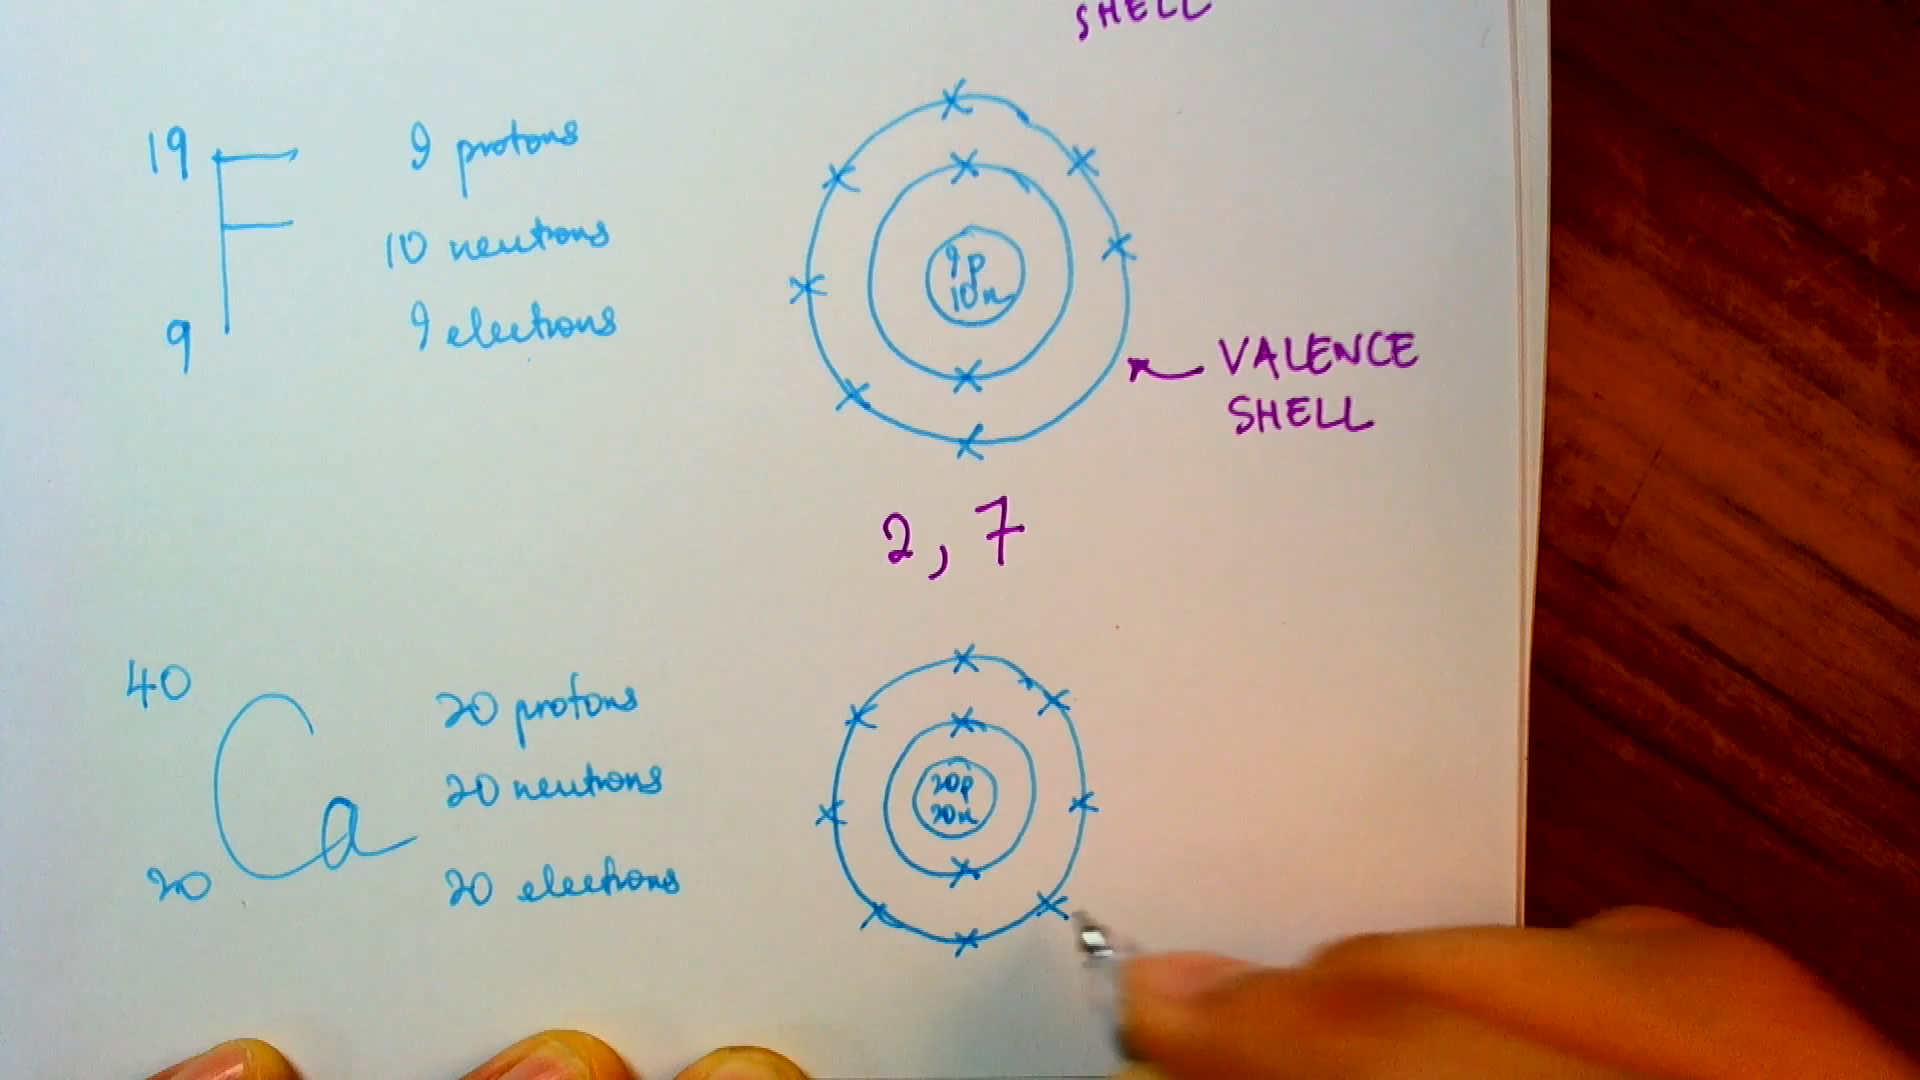 SHELL
19
F
9
9 protons
10 neutrons
9 electrons
9p
10n
VALENCE
SHELL
2, 7
40
Ca
20
20 protons
20 neutrons
20 electrons
20p
20n